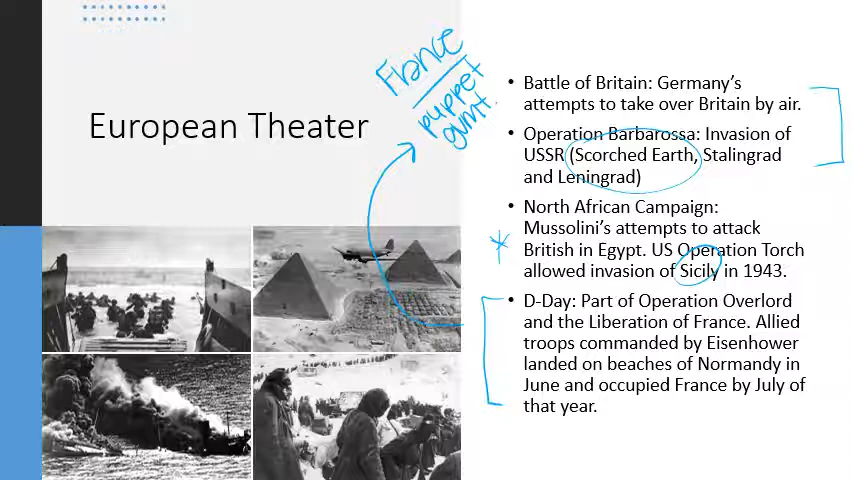 European Theater
France
puppet
gvmt.
• Battle of Britain: Germany's
attempts to take over Britain by air.
• Operation Barbarossa: Invasion of
USSR (Scorched Earth, Stalingrad
and Leningrad)
• North African Campaign:
Mussolini's attempts to attack
British in Egypt. US Operation Torch
allowed invasion of Sicily in 1943.
• D-Day: Part of Operation Overlord
and the Liberation of France. Allied
troops commanded by Eisenhower
landed on beaches of Normandy in
June and occupied France by July of
that year.